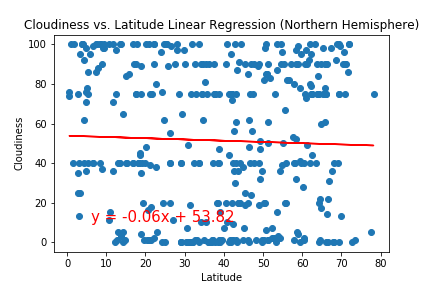 Cloudiness vs. Latitude Linear Regression (Northern Hemisphere)
100
80
60
40
20
0
Cloudiness
y = -0.06x + 53.82
0 10 20 30 40 50 60 70 80
Latitude